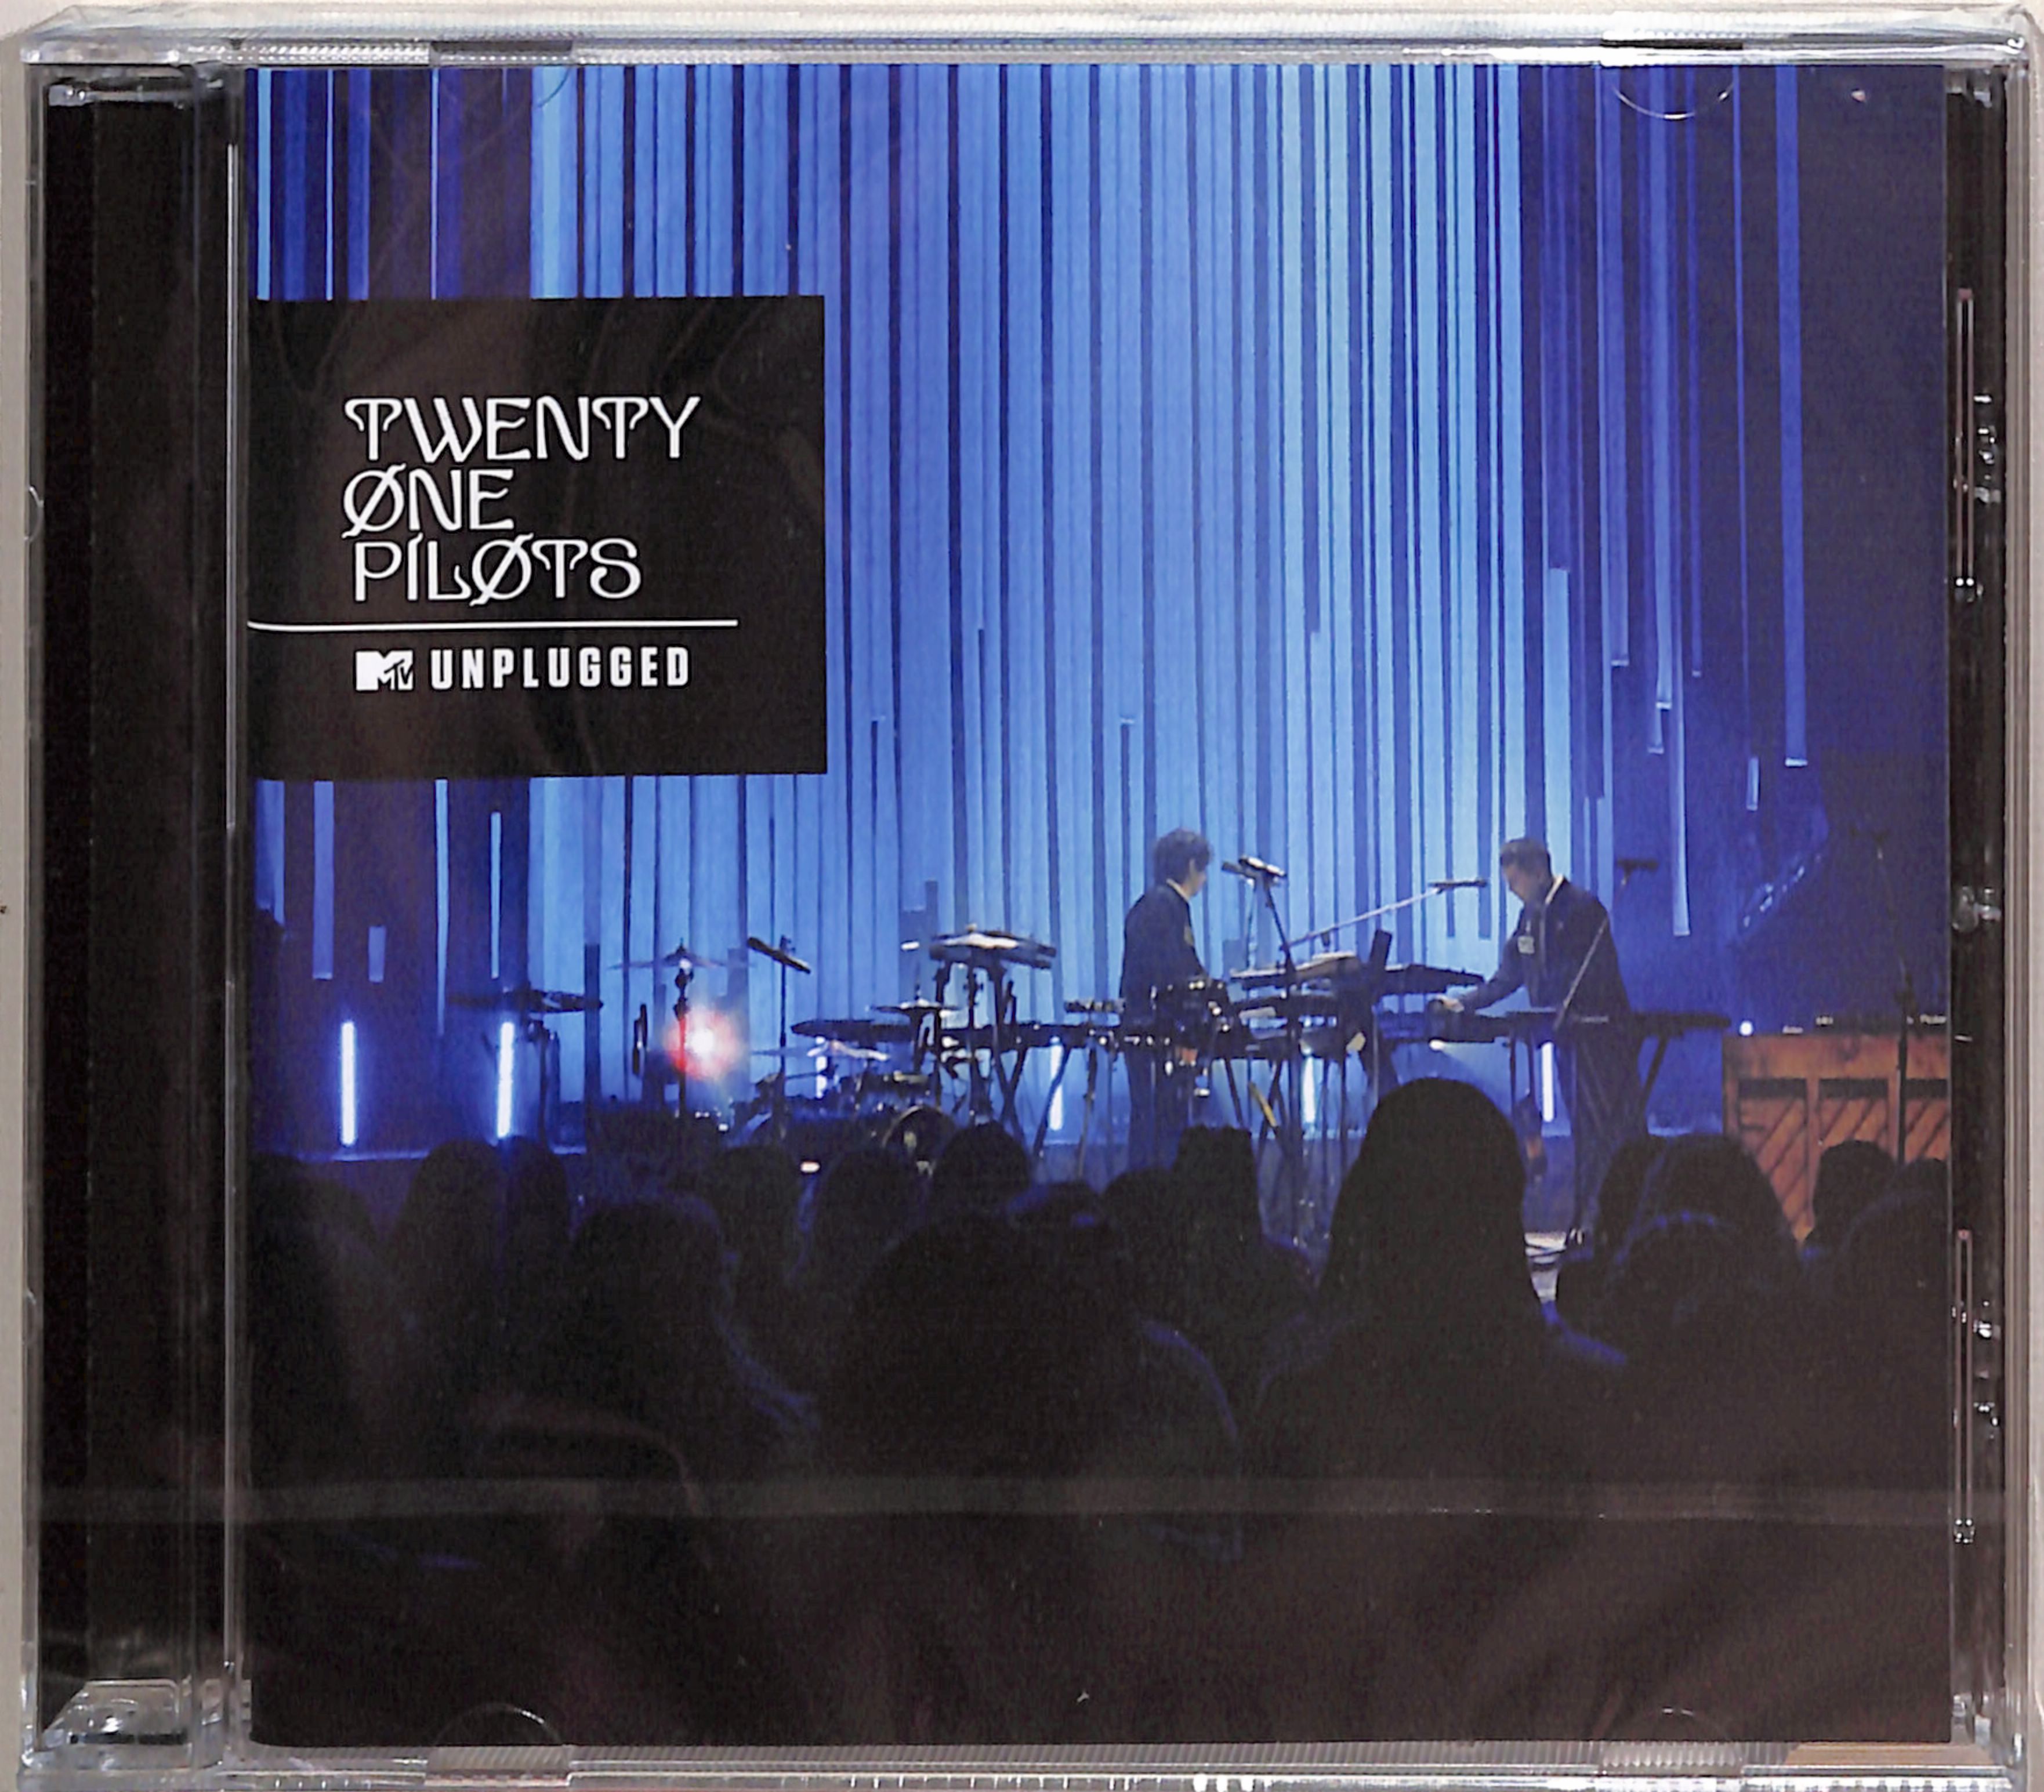 TWENTY
ØNE
PILØTS
MTV UNPLUGGED